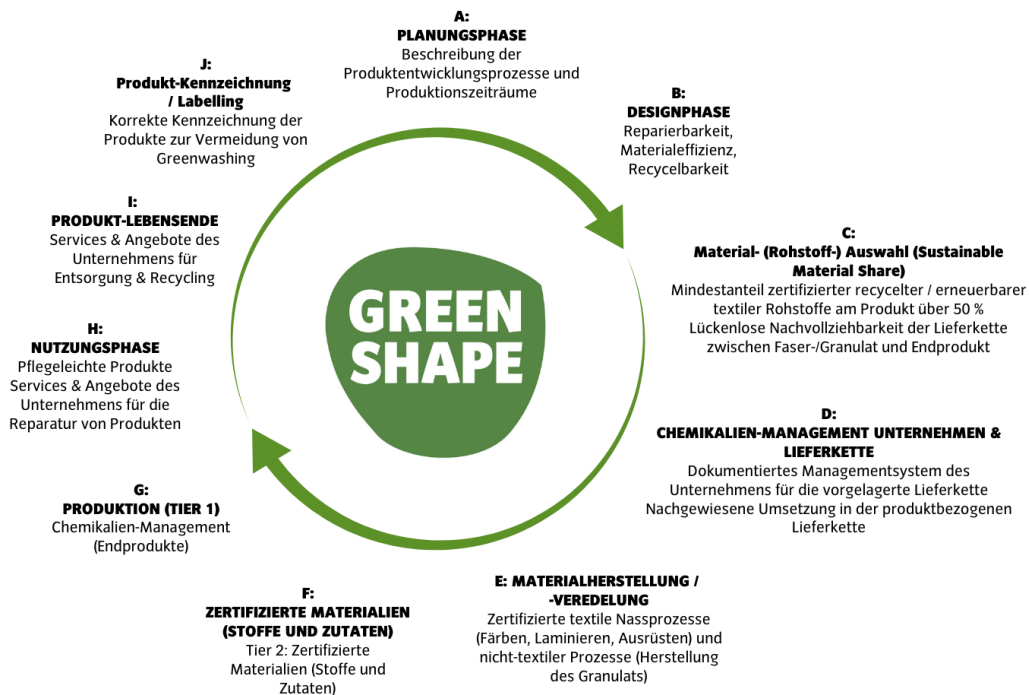 A:
PLANUNGSPHASE
Beschreibung der
Produktentwicklungsprozesse und
Produktionszeiträume
B:
DESIGNPHASE
Reparierbarkeit,
Materialeffizienz,
Recycelbarkeit
C:
Material- (Rohstoff-) Auswahl (Sustainable
Material Share)
Mindestanteil zertifizierter recycelter / erneuerbarer
textiler Rohstoffe am Produkt über 50 %
Lückenlose Nachvollziehbarkeit der Lieferkette
zwischen Faser-/Granulat und Endprodukt
D:
CHEMIKALIEN-MANAGEMENT UNTERNEHMEN &
LIEFERKETTE
Dokumentiertes Managementsystem des
Unternehmens für die vorgelagerte Lieferkette
Nachgewiesene Umsetzung in der produktbezogenen
Lieferkette
E: MATERIALHERSTELLUNG /
-VEREDELUNG
Zertifizierte textile Nassprozesse
(Färben, Laminieren, Ausrüsten) und
nicht-textiler Prozesse (Herstellung
des Granulats)
F:
ZERTIFIZIERTE MATERIALIEN
(STOFFE UND ZUTATEN)
Tier 2: Zertifizierte
Materialien (Stoffe und
Zutaten)
G:
PRODUKTION (TIER 1)
Chemikalien-Management
(Endprodukte)
H:
NUTZUNGSPHASE
Pflegeleichte Produkte
Services & Angebote des
Unternehmens für die
Reparatur von Produkten
I:
PRODUKT-LEBENSENDE
Services & Angebote des
Unternehmens für
Entsorgung & Recycling
J:
Produkt-Kennzeichnung
/ Labelling
Korrekte Kennzeichnung der
Produkte zur Vermeidung von
Greenwashing
GREEN
SHAPE